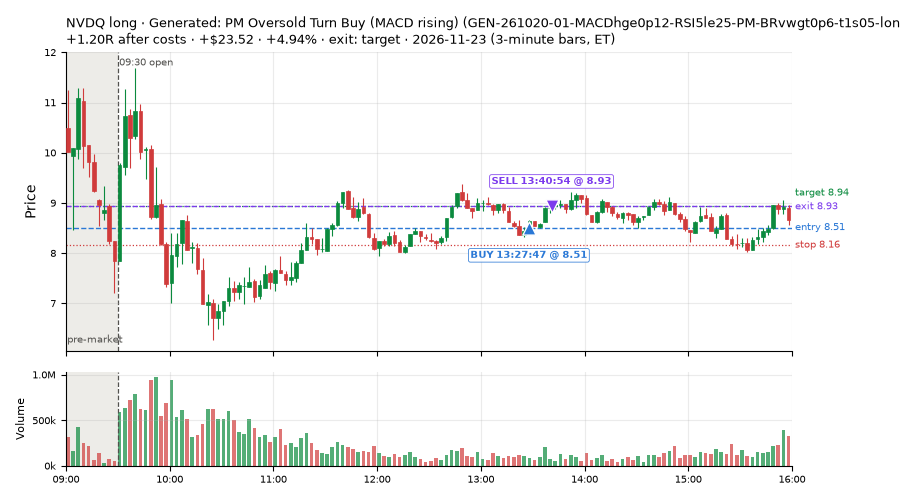 NVDQ long · Generated: PM Oversold Turn Buy (MACD rising) (GEN-261020-01-MACDhge0p12-RSI5le25-PM-BRvwgt0p6-t1s05-lon
+1.20R after costs · +$23.52 · +4.94% · exit: target · 2026-11-23 (3-minute bars, ET)
Price
12
11
10
9
8
7
09:30 open
pre-market
SELL 13:40:54 @ 8.93
BUY 13:27:47 @ 8.51
target 8.94
exit 8.93
entry 8.51
stop 8.16
Volume
1.0M
500k
0k
09:00
10:00
11:00
12:00
13:00
14:00
15:00
16:00